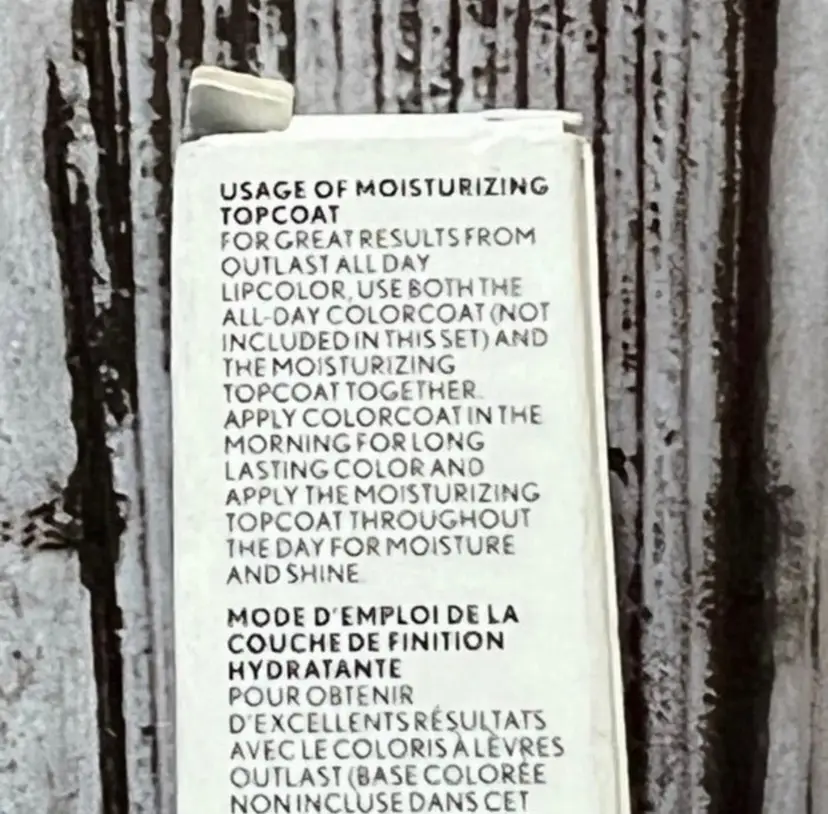 USAGE OF MOISTURIZING
TOPCOAT
FOR GREAT RESULTS FROM
OUTLAST ALL DAY
LIPCOLOR, USE BOTH THE
ALL-DAY COLORCOAT (NOT
INCLUDED IN THIS SET) AND
THE MOISTURIZING
TOPCOAT TOGETHER.
APPLY COLORCOAT IN THE
MORNING FOR LONG
LASTING COLOR AND
APPLY THE MOISTURIZING
TOPCOAT THROUGHOUT
THE DAY FOR MOISTURE
AND SHINE.
MODE D'EMPLOI DE LA
COUCHE DE FINITION
HYDRATANTE
POUR OBTENIR
D'EXCELLENTS RÉSULTATS
AVEC LE COLORIS À LÈVRES
OUTLAST (BASE COLORÉE
NON INCLUSE DANS CET